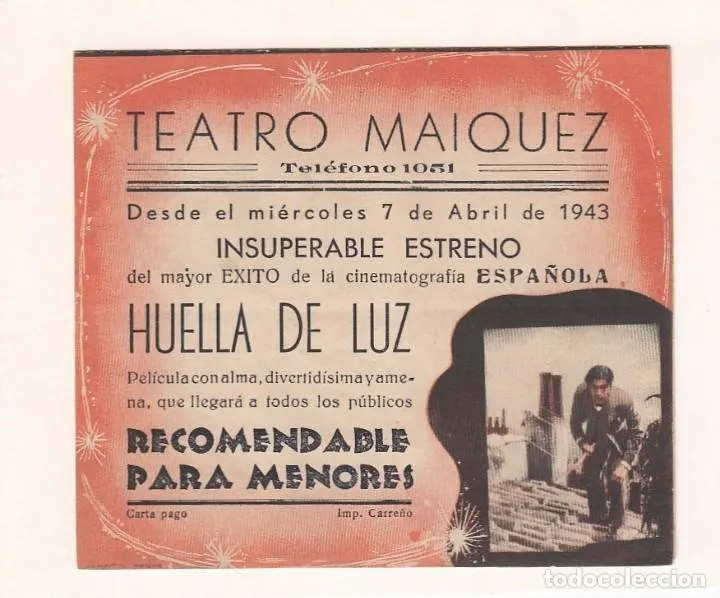 TEATRO MAIQUEZ
Teléfono 1051
Desde el miércoles 7 de Abril de 1943
INSUPERABLE ESTRENO
del mayor EXITO de la cinematografía ESPAÑOLA
HUELLA DE LUZ
Película con alma, divertidísima y ame-
na, que llegará a todos los públicos
RECOMENDABLE
PARA MENORES
Carta pago Imp. Carreño
todocoleccion